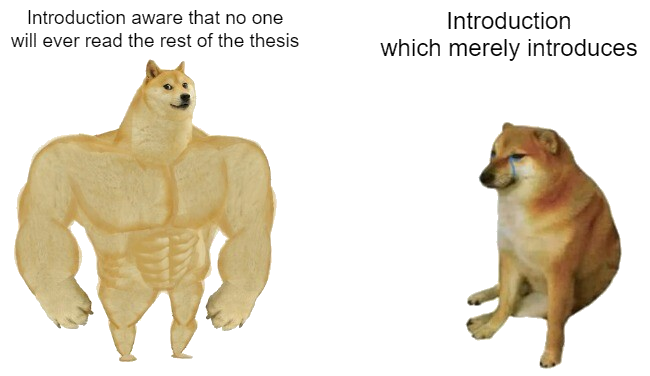 Introduction aware that no one
will ever read the rest of the thesis
Introduction
which merely introduces